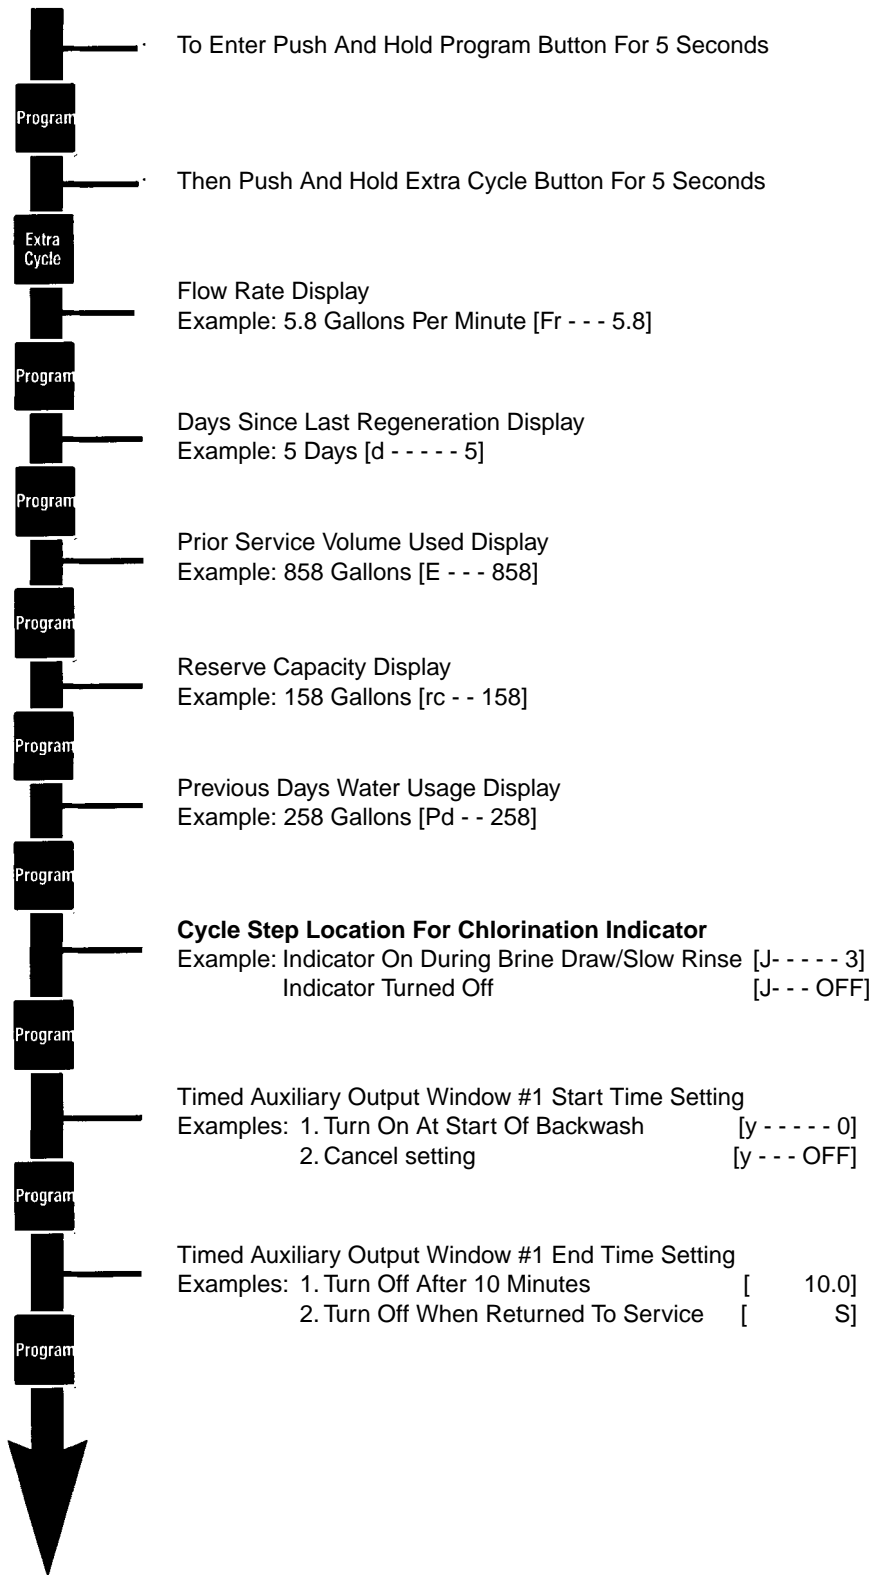 To Enter Push And Hold Program Button For 5 Seconds
Program
Then Push And Hold Extra Cycle Button For 5 Seconds
Extra
Cycle
Flow Rate Display
Example: 5.8 Gallons Per Minute [Fr - - - 5.8]
Program
Days Since Last Regeneration Display
Example: 5 Days [d - - - - - 5]
Program
Prior Service Volume Used Display
Example: 858 Gallons [E - - - 858]
Program
Reserve Capacity Display
Example: 158 Gallons [rc - - 158]
Program
Previous Days Water Usage Display
Example: 258 Gallons [Pd - - 258]
Program
Cycle Step Location For Chlorination Indicator
Example: Indicator On During Brine Draw/Slow Rinse [J- - - - - 3]
Indicator Turned Off [J- - - OFF]
Program
Timed Auxiliary Output Window #1 Start Time Setting
Examples: 1. Turn On At Start Of Backwash [y - - - - - 0]
2. Cancel setting [y - - - OFF]
Program
Timed Auxiliary Output Window #1 End Time Setting
Examples: 1. Turn Off After 10 Minutes [ 10.0]
2. Turn Off When Returned To Service [ S]
Program